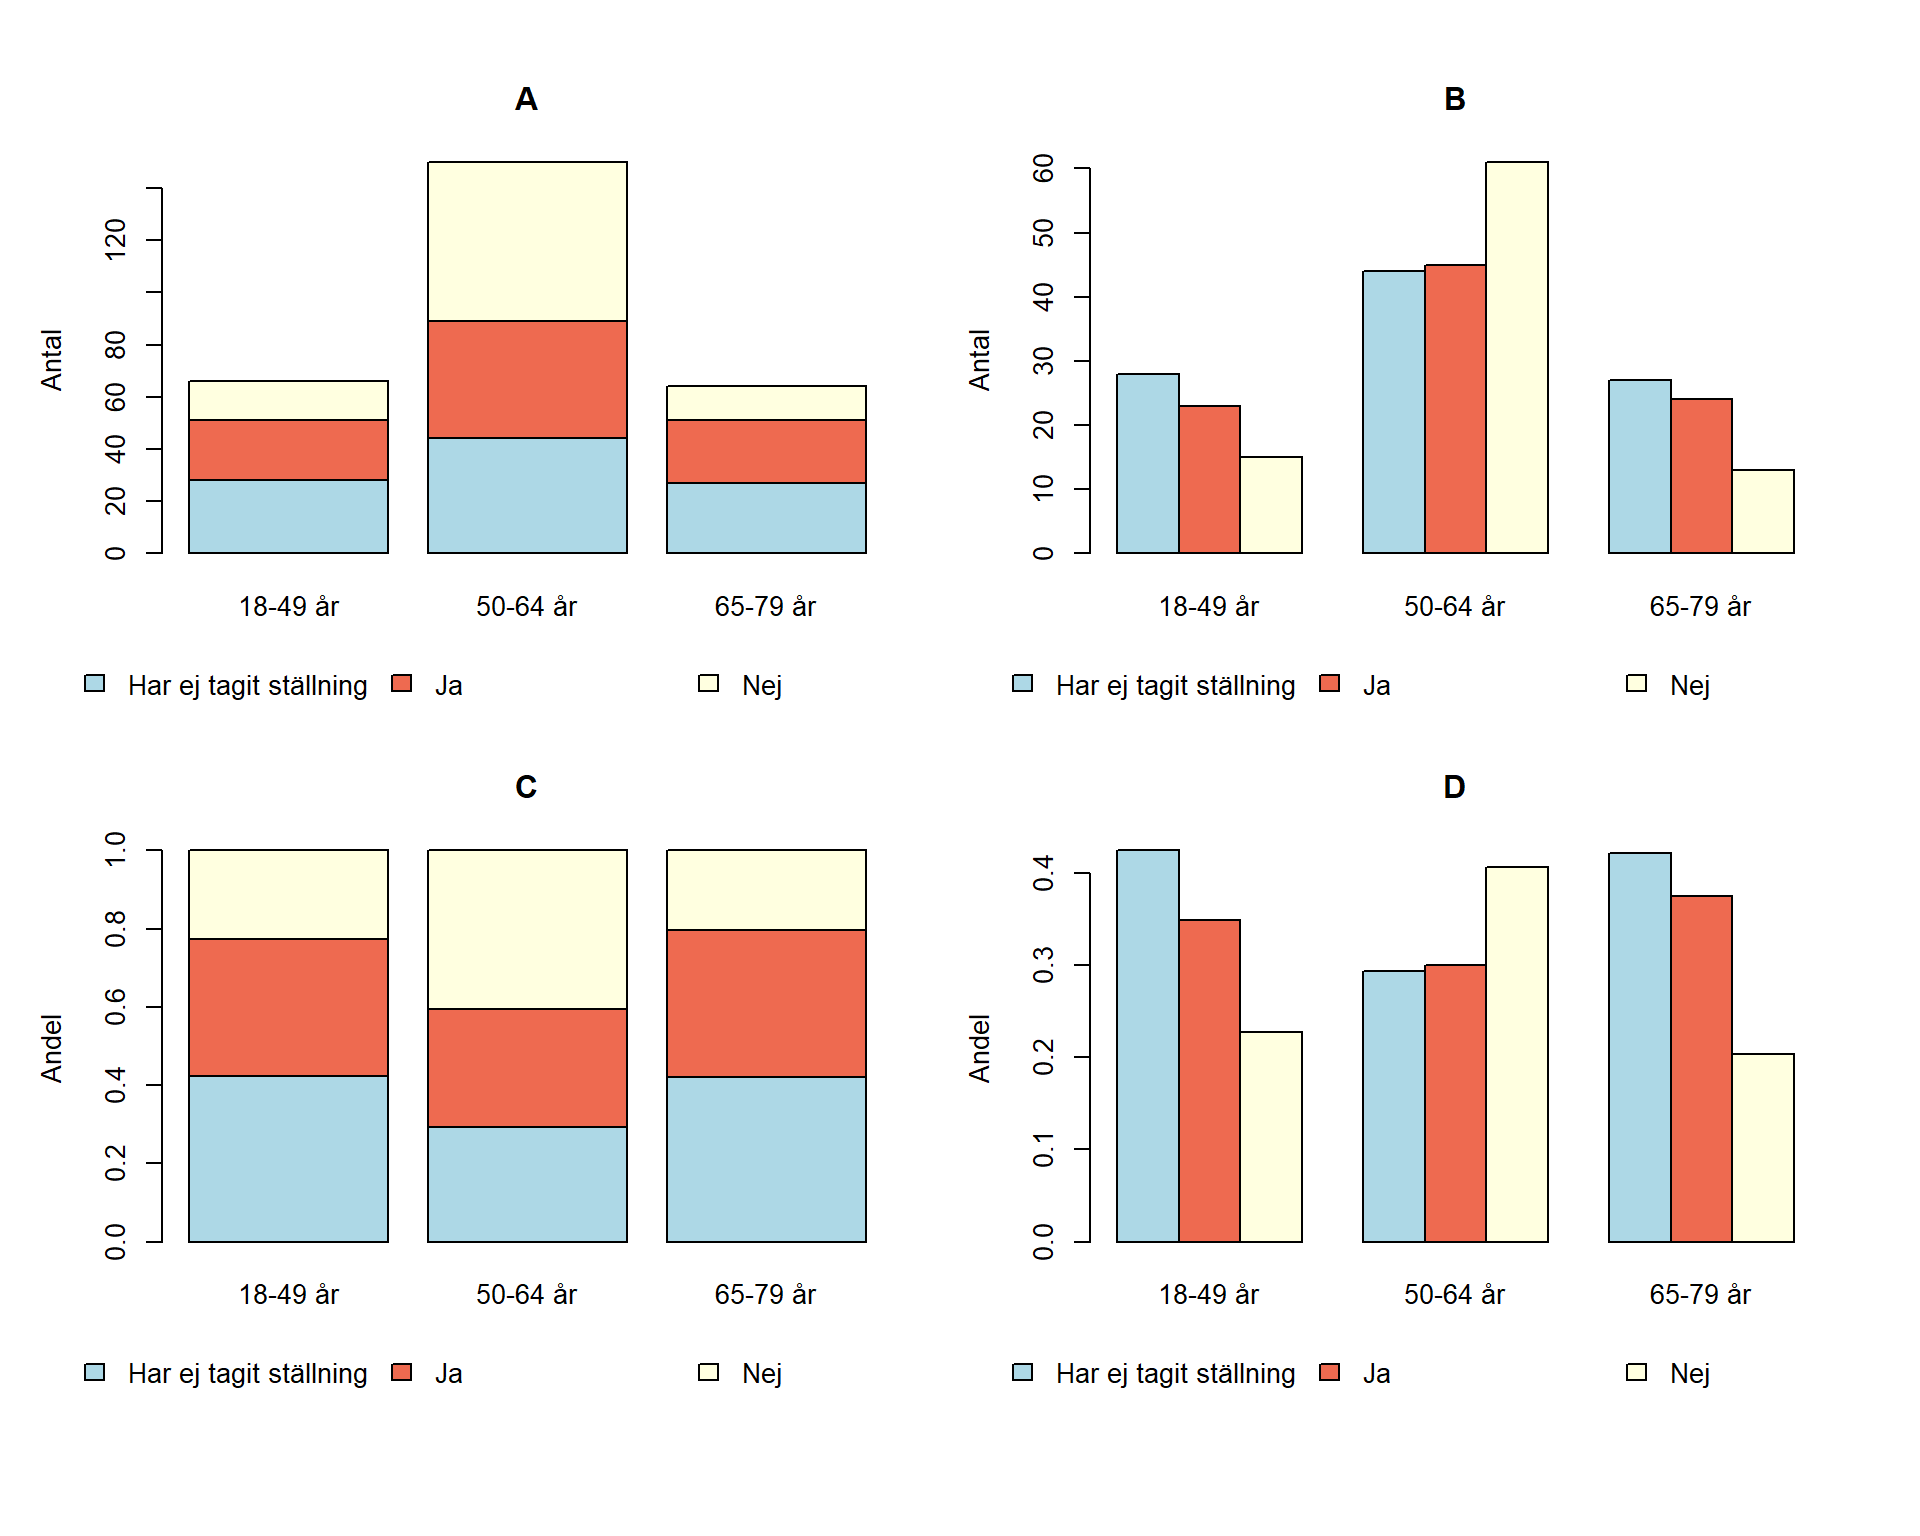 A
Antal
0 20 40 60 80 120
18-49 år 50-64 år 65-79 år
Har ej tagit ställning Ja Nej
B
Antal
0 10 20 30 40 50 60
18-49 år 50-64 år 65-79 år
Har ej tagit ställning Ja Nej
C
Andel
0.0 0.2 0.4 0.6 0.8 1.0
18-49 år 50-64 år 65-79 år
Har ej tagit ställning Ja Nej
D
Andel
0.0 0.1 0.2 0.3 0.4
18-49 år 50-64 år 65-79 år
Har ej tagit ställning Ja Nej